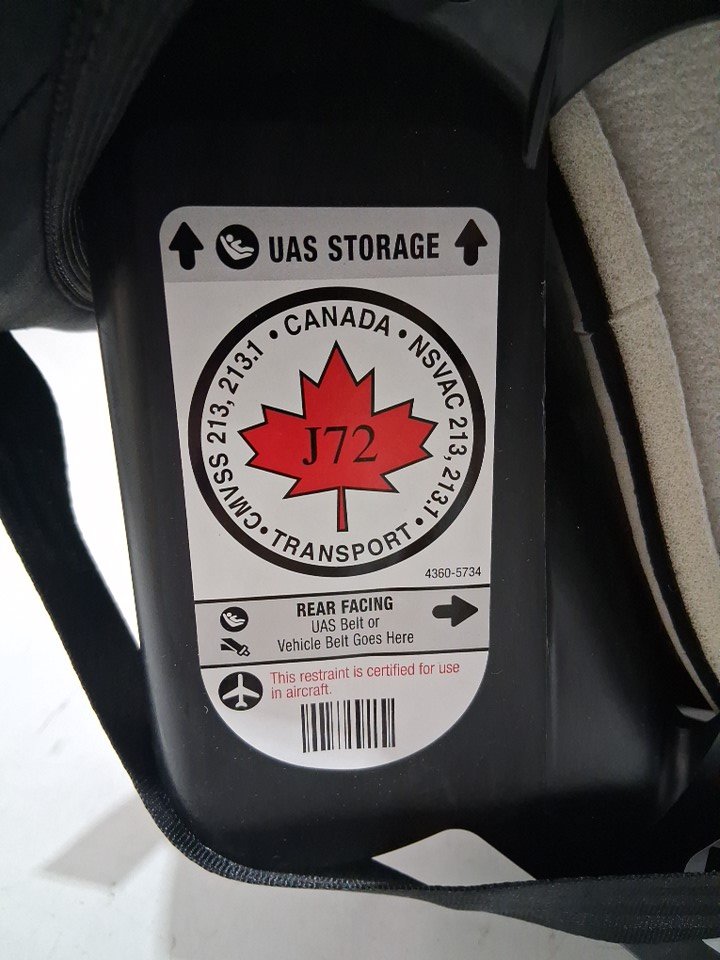 UAS STORAGE
CMVSS 213, 213.1 • CANADA • NSVAC 213, 213.1 • TRANSPORT •
J72
4360-5734
REAR FACING
UAS Belt or
Vehicle Belt Goes Here
This restraint is certified for use
in aircraft.